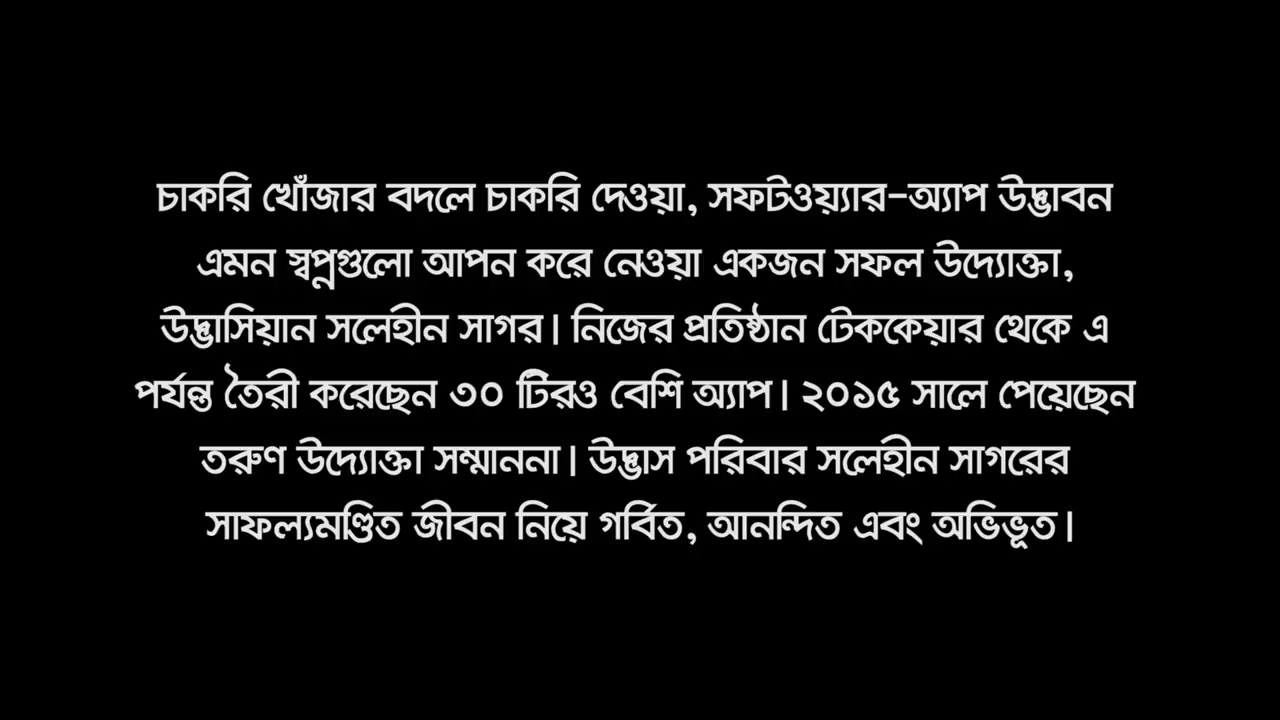 চাকরি খোঁজার বদলে চাকরি দেওয়া, সফটওয়্যার-অ্যাপ উদ্ভাবন
এমন স্বপ্নগুলো আপন করে নেওয়া একজন সফল উদ্যোক্তা,
উদ্ভাসিয়ান সলেহীন সাগর। নিজের প্রতিষ্ঠান টেককেয়ার থেকে এ
পর্যন্ত তৈরী করেছেন ৩০ টিরও বেশি অ্যাপ। ২০১৫ সালে পেয়েছেন
তরুণ উদ্যোক্তা সম্মাননা। উদ্ভাস পরিবার সলেহীন সাগরের
সাফল্যমণ্ডিত জীবন নিয়ে গর্বিত, আনন্দিত এবং অভিভূত।